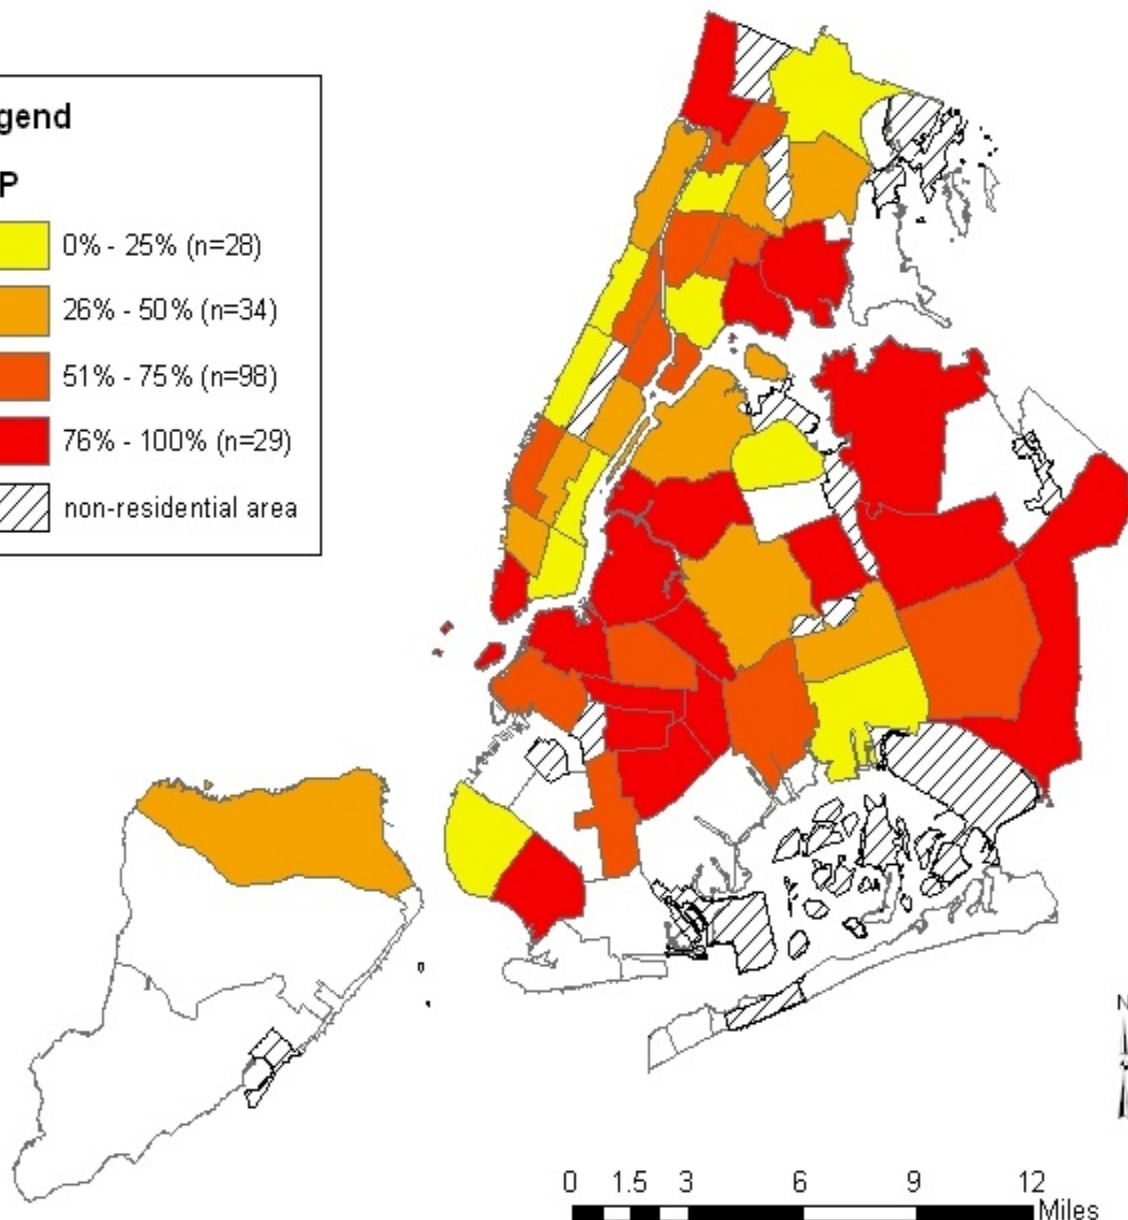 gend
P
0% - 25% (n=28)
26% - 50% (n=34)
51% - 75% (n=98)
76% - 100% (n=29)
non-residential area
N
0 1.5 3 6 9 12
Miles